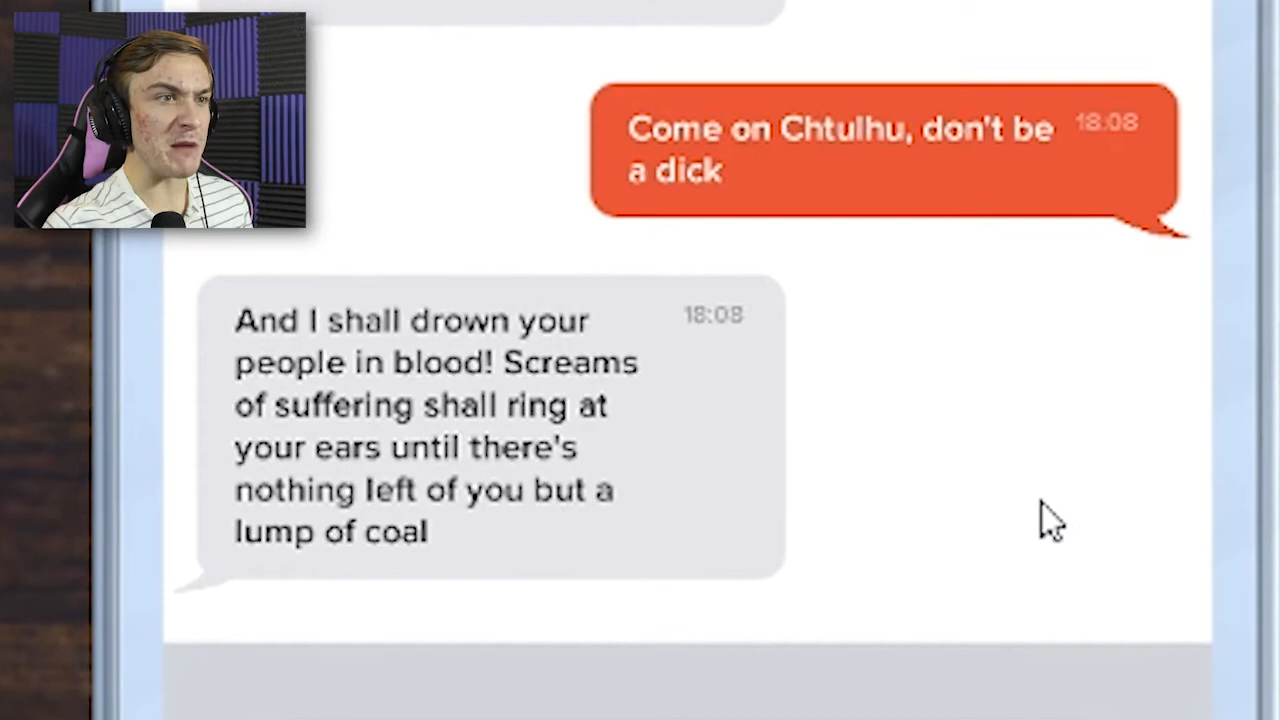 Come on Chtulhu, don't be 18:08
a dick
And I shall drown your 18:08
people in blood! Screams
of suffering shall ring at
your ears until there's
nothing left of you but a
lump of coal